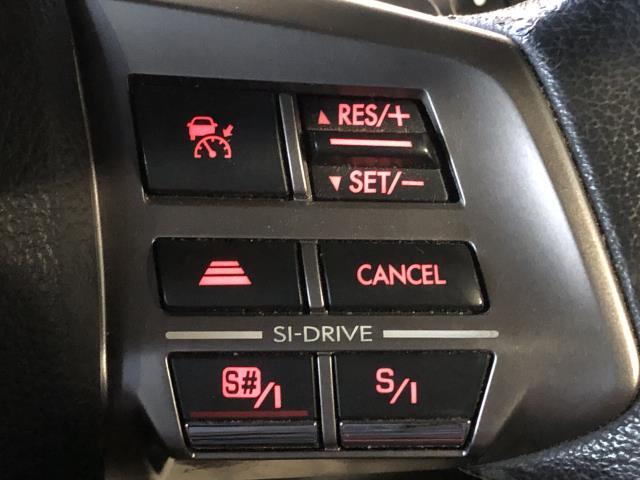 RES/+
SET/−
CANCEL
SI-DRIVE
S#/I
S/I